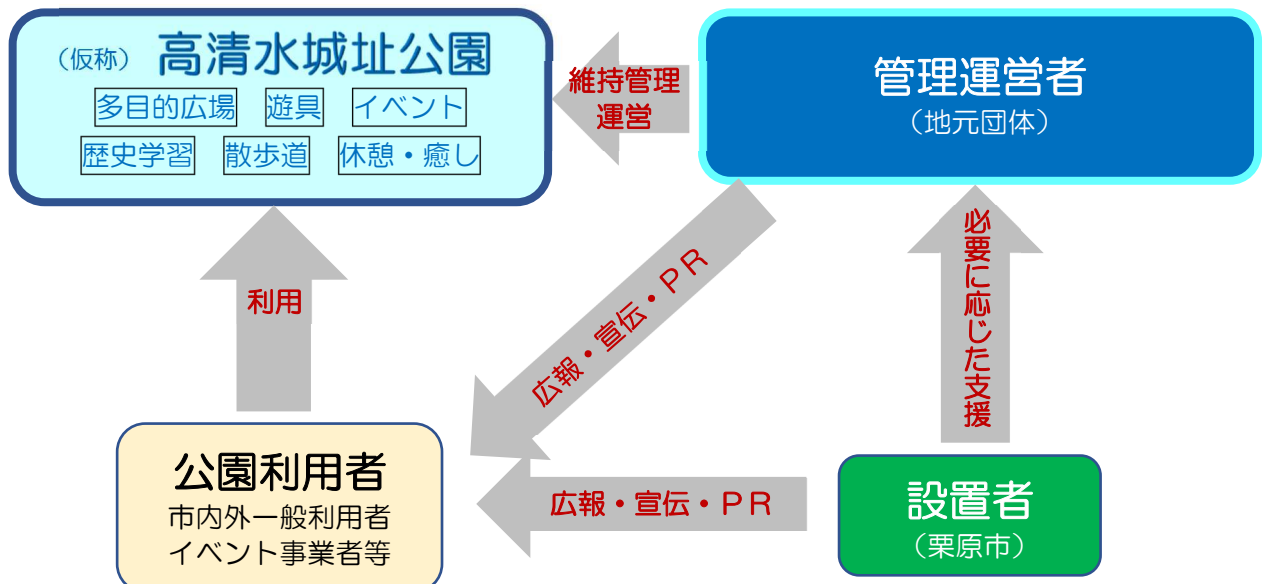 （仮称） 高清水城址公園
多目的広場 遊具 イベント
歴史学習 散歩道 休憩・癒し
維持管理
運営
管理運営者
（地元団体）
利用
広報・宣伝・ＰＲ
必要に応じた支援
公園利用者
市内外一般利用者
イベント事業者等
広報・宣伝・ＰＲ
設置者
（栗原市）